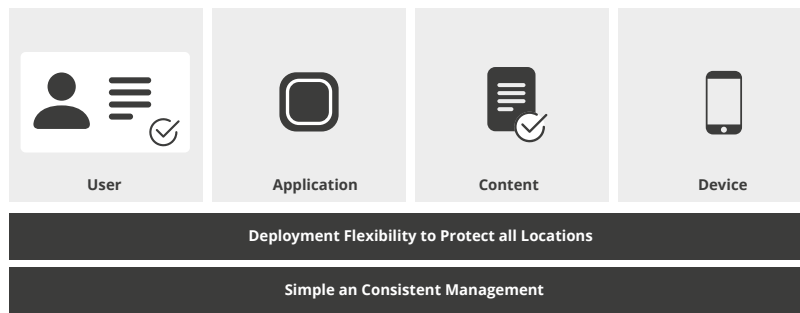 User
Application
Content
Device
Deployment Flexibility to Protect all Locations
Simple an Consistent Management